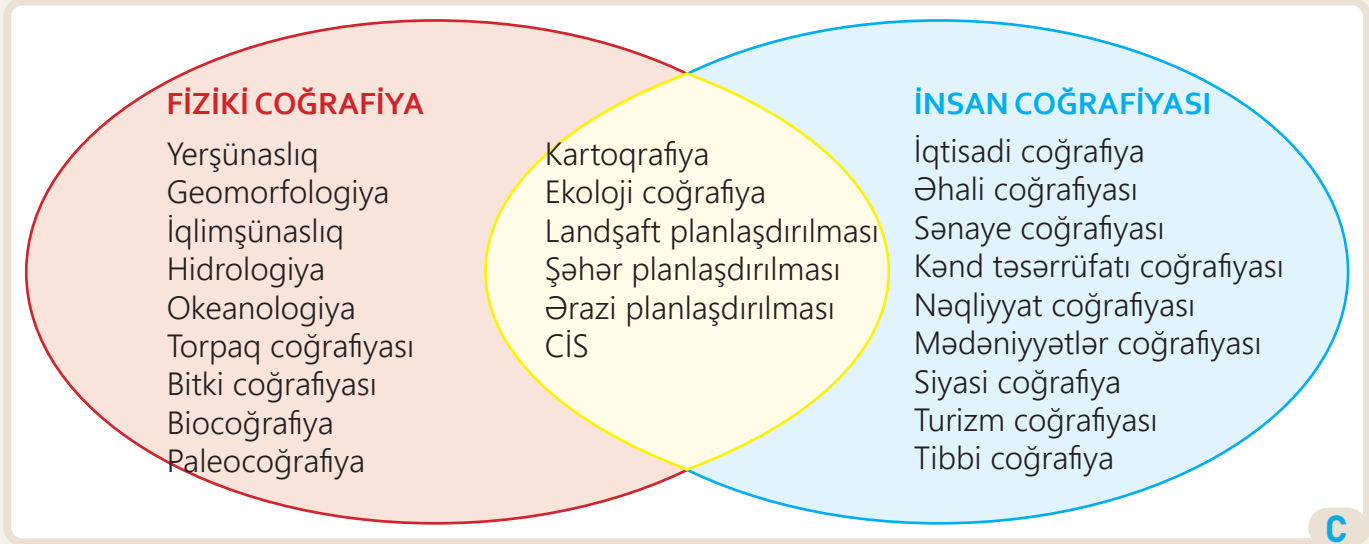 FİZİKİ COĞRAFİYA
Yerşünaslıq
Geomorfologiya
İqlimşünaslıq
Hidrologiya
Okeanologiya
Torpaq coğrafiyası
Bitki coğrafiyası
Biocoğrafiya
Paleocoğrafiya
Kartoqrafiya
Ekoloji coğrafiya
Landşaft planlaşdırılması
Şəhər planlaşdırılması
Ərazi planlaşdırılması
CİS
İNSAN COĞRAFİYASI
İqtisadi coğrafiya
Əhali coğrafiyası
Sənaye coğrafiyası
Kənd təsərrüfatı coğrafiyası
Nəqliyyat coğrafiyası
Mədəniyyətlər coğrafiyası
Siyasi coğrafiya
Turizm coğrafiyası
Tibbi coğrafiya
C